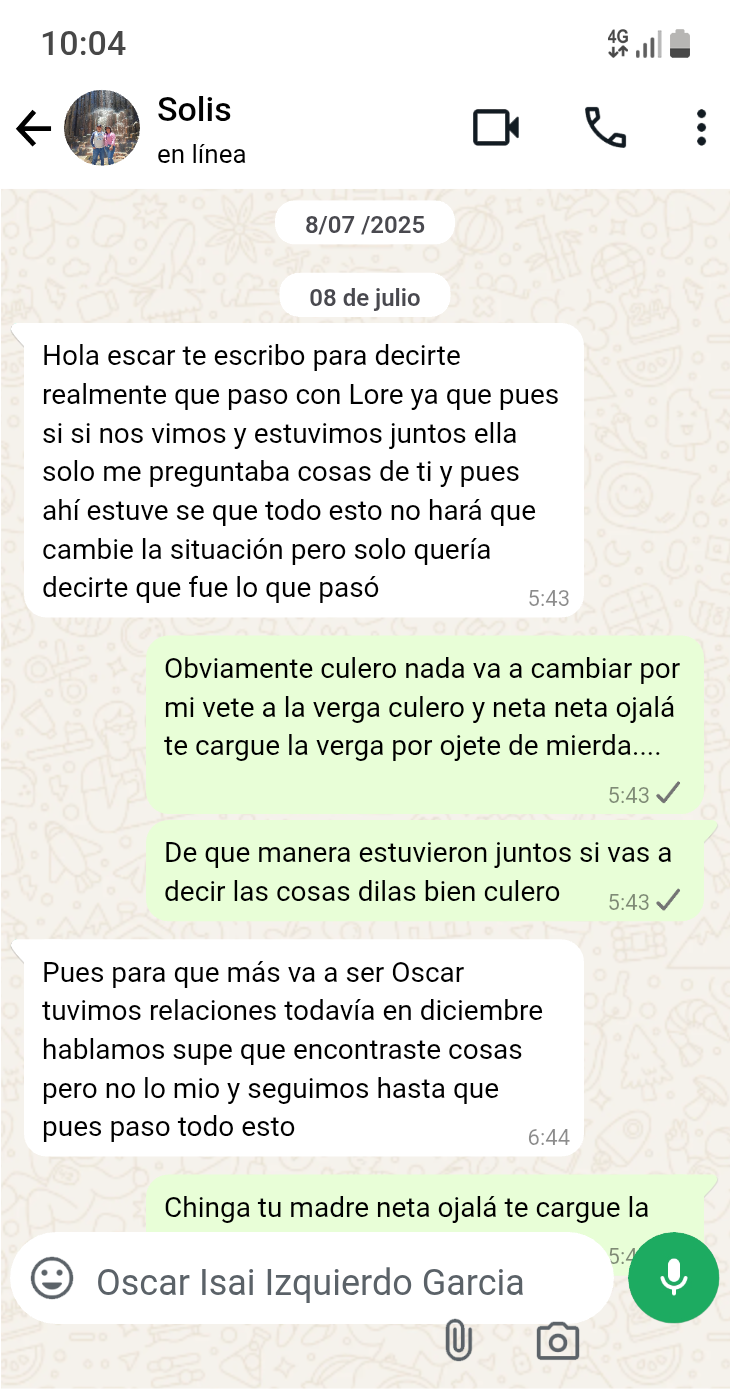 10:04
4G
Solis
en línea
8/07 /2025
08 de julio
Hola escar te escribo para decirte
realmente que paso con Lore ya que pues
si si nos vimos y estuvimos juntos ella
solo me preguntaba cosas de ti y pues
ahí estuve se que todo esto no hará que
cambie la situación pero solo quería
decirte que fue lo que pasó
5:43
Obviamente culero nada va a cambiar por
mi vete a la verga culero y neta neta ojalá
te cargue la verga por ojete de mierda....
5:43
De que manera estuvieron juntos si vas a
decir las cosas dilas bien culero
5:43
Pues para que más va a ser Oscar
tuvimos relaciones todavía en diciembre
hablamos supe que encontraste cosas
pero no lo mio y seguimos hasta que
pues paso todo esto
6:44
Chinga tu madre neta ojalá te cargue la
5:4
Oscar Isai Izquierdo Garcia